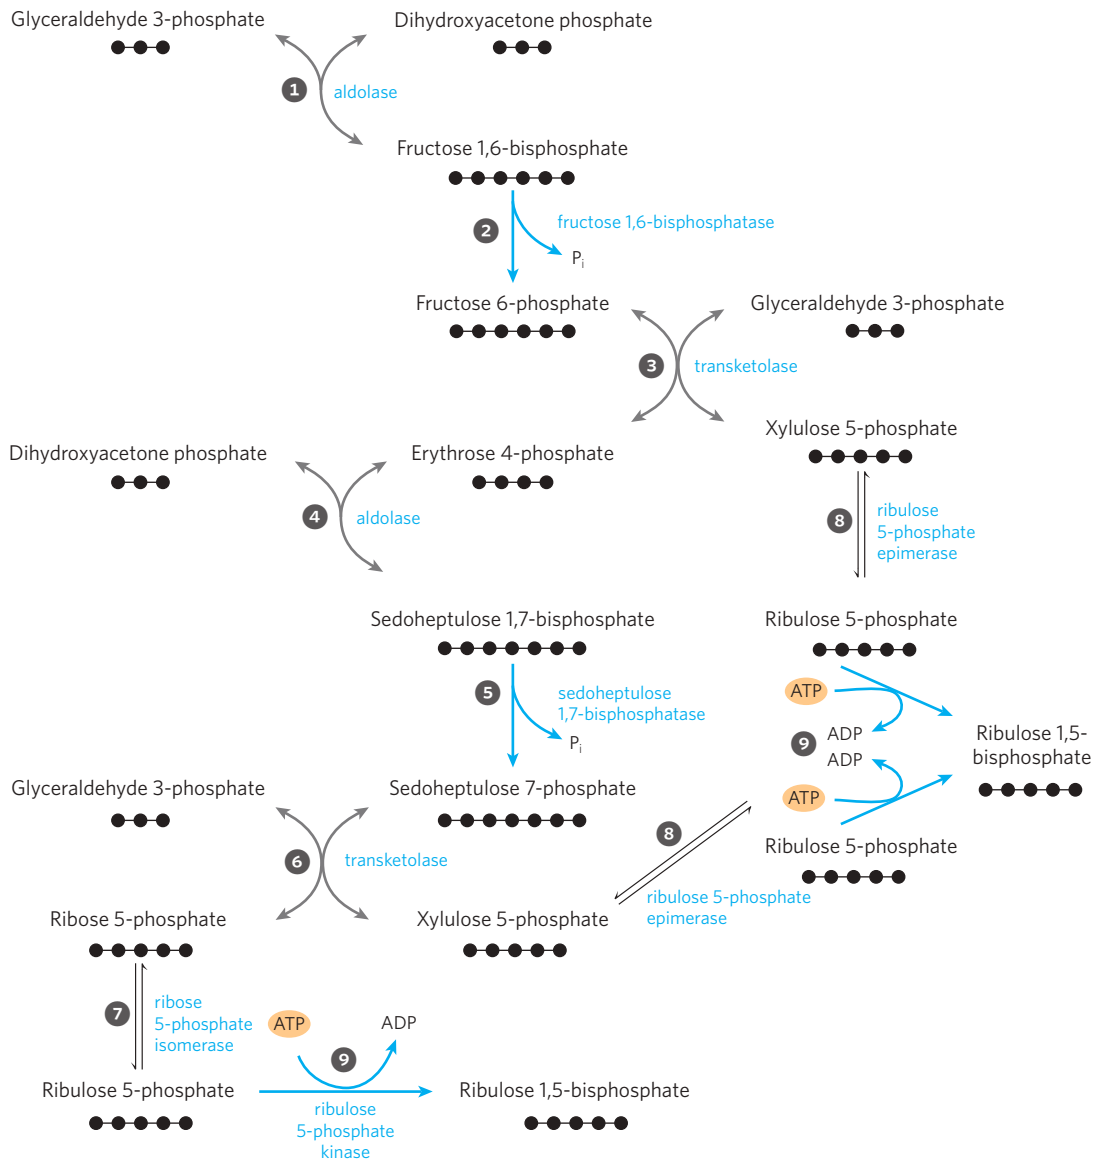 Glyceraldehyde 3-phosphate
Dihydroxyacetone phosphate
1
aldolase
Fructose 1,6-bisphosphate
2
fructose 1,6-bisphosphatase
Pi
Fructose 6-phosphate
Glyceraldehyde 3-phosphate
3
transketolase
Xylulose 5-phosphate
Dihydroxyacetone phosphate
Erythrose 4-phosphate
4
aldolase
8
ribulose
5-phosphate
epimerase
Sedoheptulose 1,7-bisphosphate
Ribulose 5-phosphate
5
sedoheptulose
1,7-bisphosphatase
Pi
ATP
ADP
9
ADP
ATP
Ribulose 1,5-
bisphosphate
Glyceraldehyde 3-phosphate
Sedoheptulose 7-phosphate
6
transketolase
8
Ribulose 5-phosphate
ribulose 5-phosphate
epimerase
Ribose 5-phosphate
Xylulose 5-phosphate
7
ribose
5-phosphate
isomerase
ATP
ADP
9
Ribulose 5-phosphate
Ribulose 1,5-bisphosphate
ribulose
5-phosphate
kinase